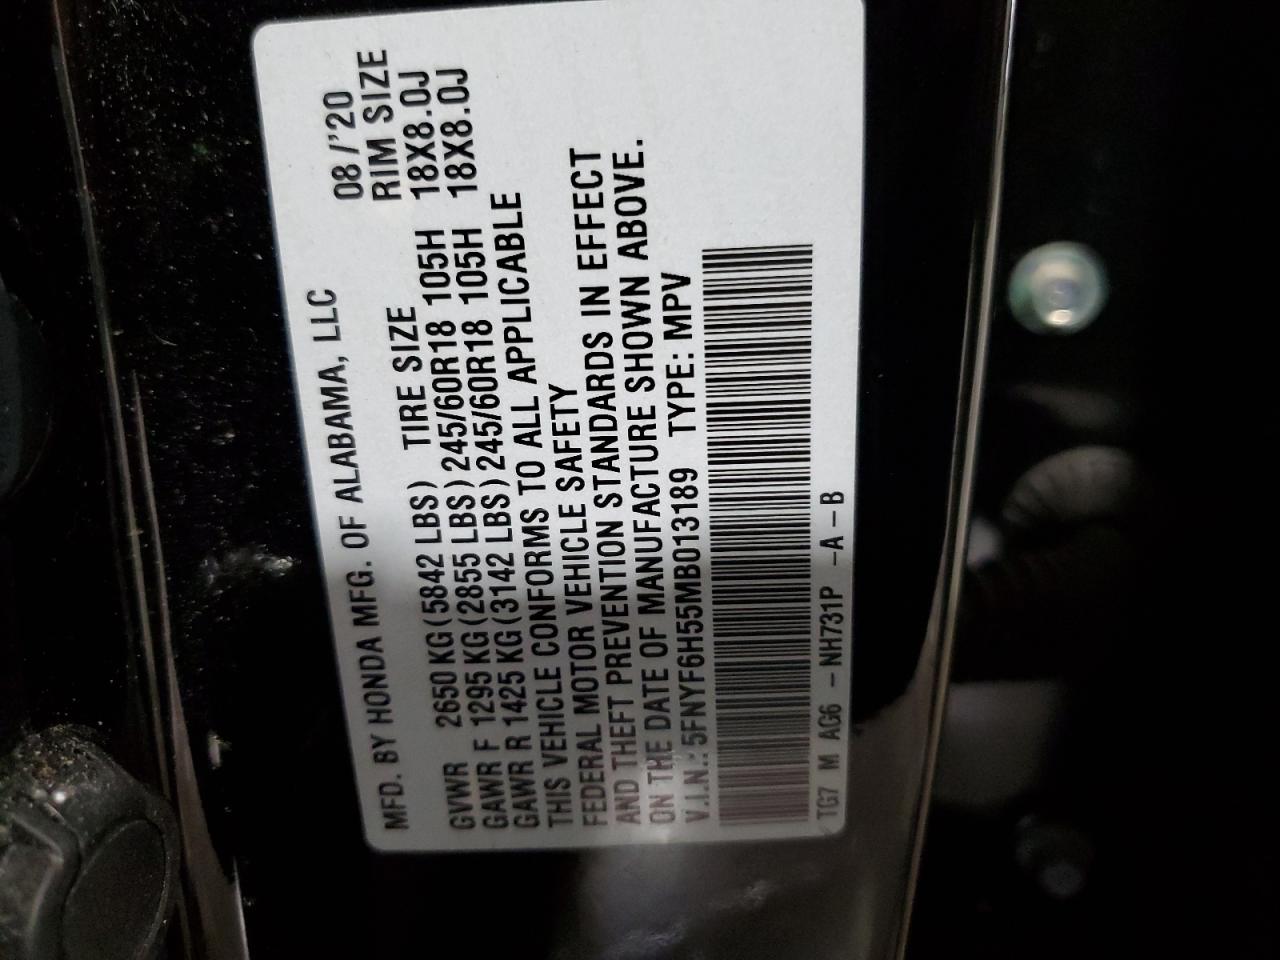 MFD. BY HONDA MFG. OF ALABAMA, LLC 08/'20
TIRE SIZE RIM SIZE
GVWR 2650 KG (5842 LBS)
GAWR F 1295 KG (2855 LBS) 245/60R18 105H 18X8.0J
GAWR R 1425 KG (3142 LBS) 245/60R18 105H 18X8.0J
THIS VEHICLE CONFORMS TO ALL APPLICABLE
FEDERAL MOTOR VEHICLE SAFETY
AND THEFT PREVENTION STANDARDS IN EFFECT
ON THE DATE OF MANUFACTURE SHOWN ABOVE.
V.I.N.: 5FNYF6H55MB013189 TYPE: MPV
TG7 M AG6 -NH731P -A-B